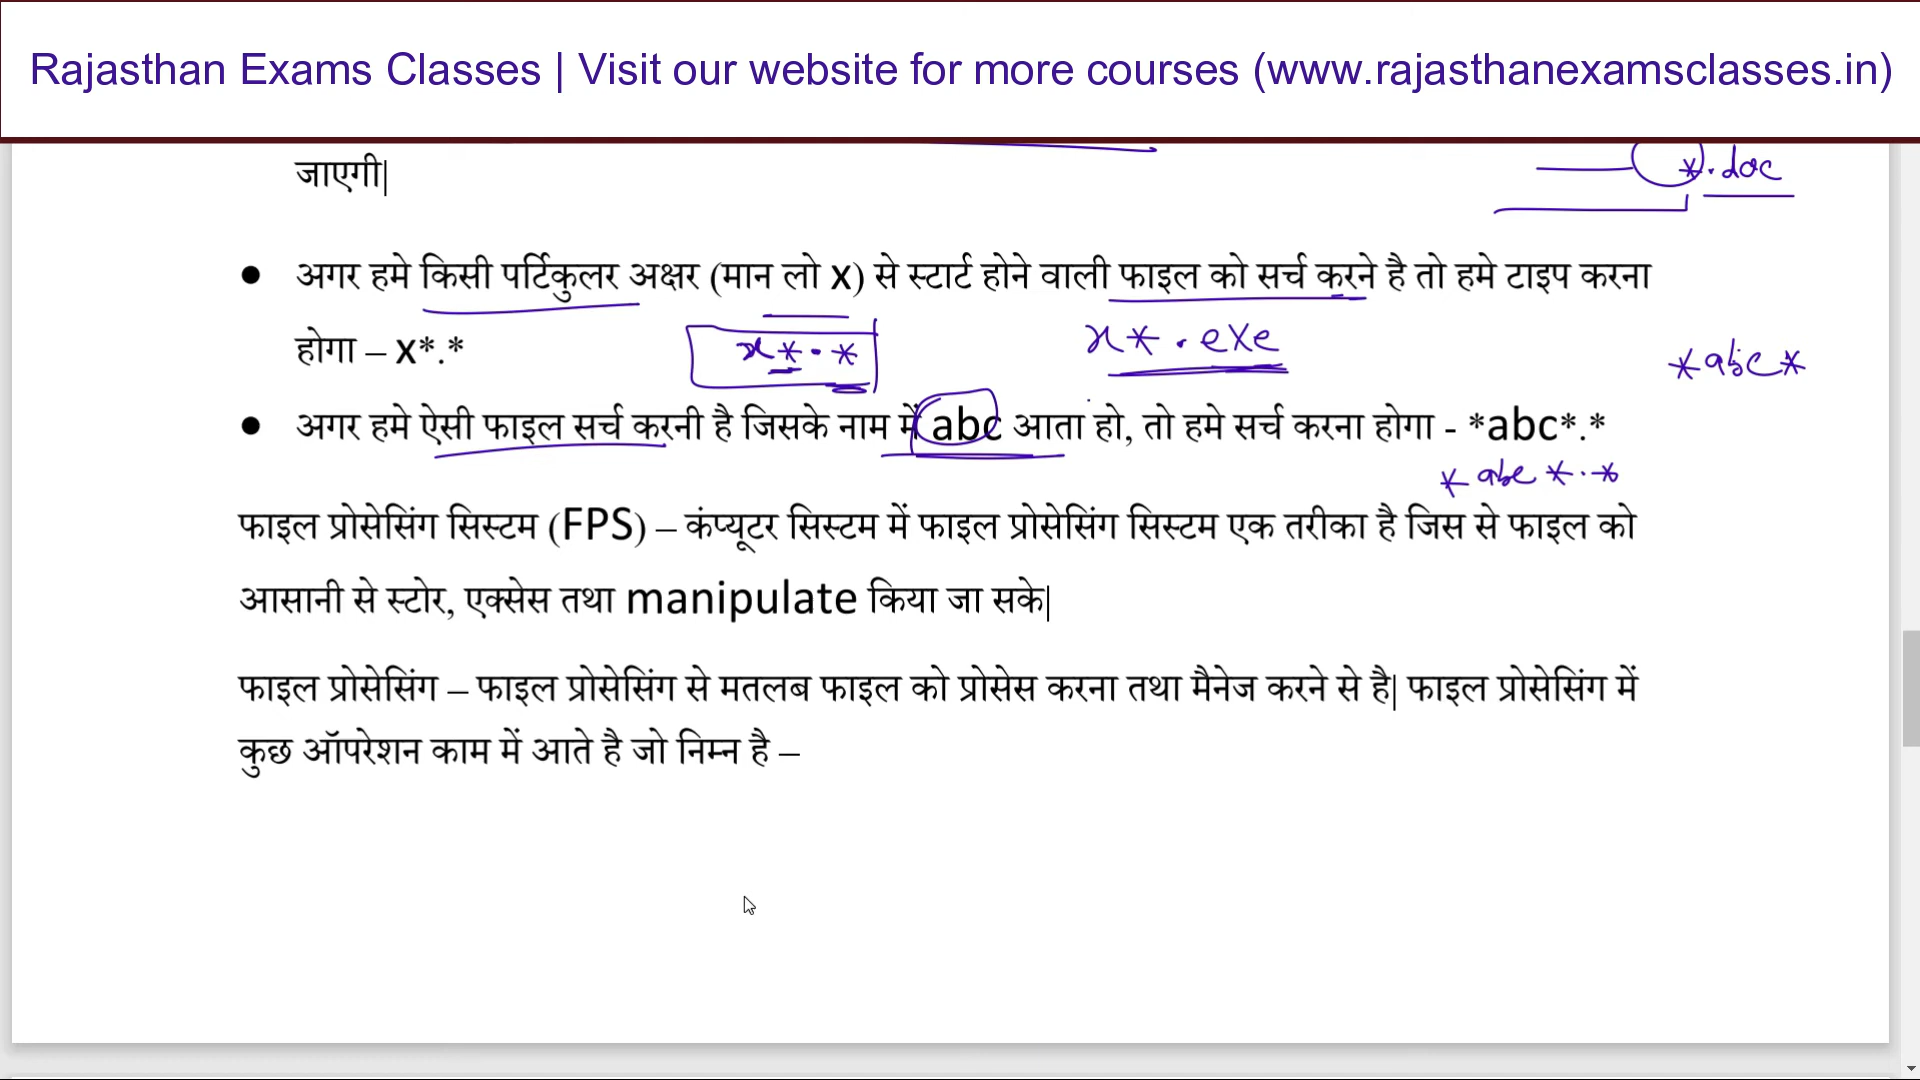 Rajasthan Exams Classes | Visit our website for more courses (www.rajasthanexamsclasses.in)
जाएगी|
*.doc
● अगर हमे किसी पर्टिकुलर अक्षर (मान लो x) से स्टार्ट होने वाली फाइल को सर्च करने है तो हमे टाइप करना
होगा – x*.*
x*.*
x*.exe
*abc*
● अगर हमे ऐसी फाइल सर्च करनी है जिसके नाम में abc आता हो, तो हमे सर्च करना होगा - *abc*.*
*abc*.*
फाइल प्रोसेसिंग सिस्टम (FPS) – कंप्यूटर सिस्टम में फाइल प्रोसेसिंग सिस्टम एक तरीका है जिस से फाइल को
आसानी से स्टोर, एक्सेस तथा manipulate किया जा सके|
फाइल प्रोसेसिंग – फाइल प्रोसेसिंग से मतलब फाइल को प्रोसेस करना तथा मैनेज करने से है| फाइल प्रोसेसिंग में
कुछ ऑपरेशन काम में आते है जो निम्न है –